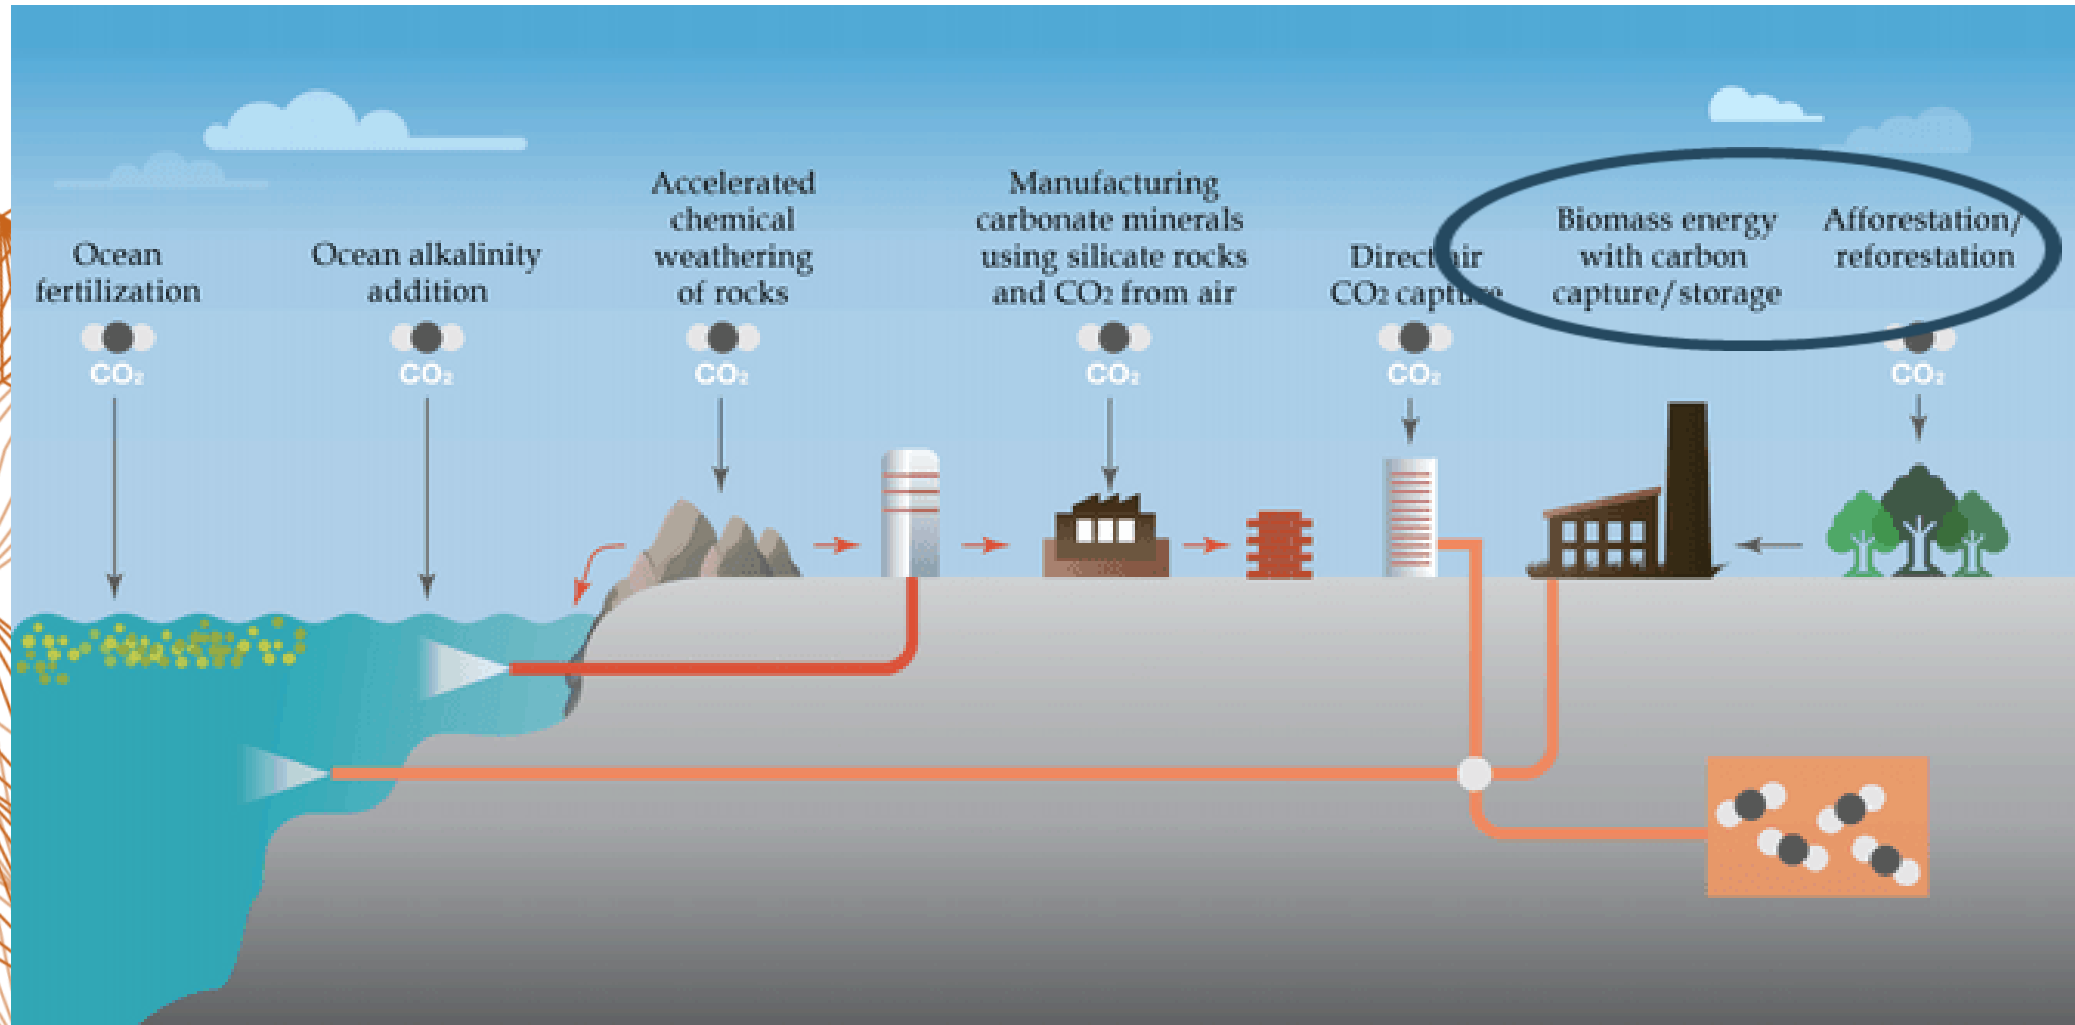 Ocean
fertilization
CO₂
Ocean alkalinity
addition
CO₂
Accelerated
chemical
weathering
of rocks
CO₂
Manufacturing
carbonate minerals
using silicate rocks
and CO₂ from air
CO₂
Direct air
CO₂ capture
CO₂
Biomass energy
with carbon
capture/storage
Afforestation/
reforestation
CO₂